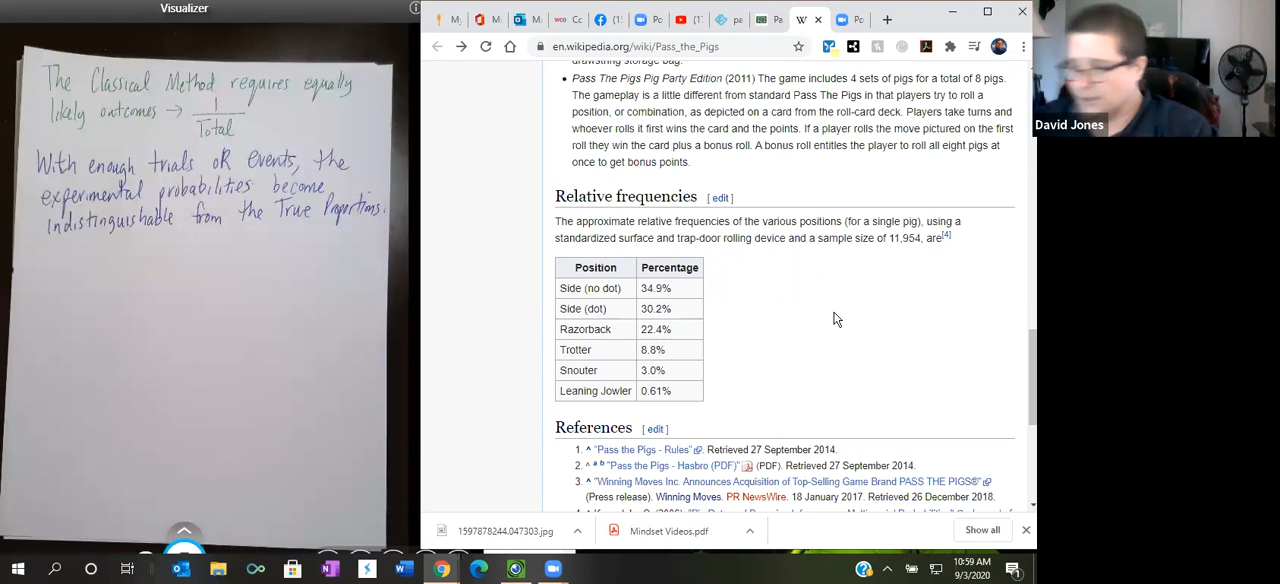 Visualizer
The Classical Method requires equally
likely outcomes → 1
Total
With enough trials or events, the
experimental probabilities become
indistinguishable from the True Proportions.
en.wikipedia.org/wiki/Pass_the_Pigs
Pass The Pigs Pig Party Edition (2011) The game includes 4 sets of pigs for a total of 8 pigs.
The gameplay is a little different from standard Pass The Pigs in that players try to roll a
position, or combination, as depicted on a card from the roll-card deck. Players take turns and
whoever rolls it first wins the card and the points. If a player rolls the move pictured on the first
roll they win the card plus a bonus roll. A bonus roll entitles the player to roll all eight pigs at
once to get bonus points.
Relative frequencies [ edit ]
The approximate relative frequencies of the various positions (for a single pig), using a
standardized surface and trap-door rolling device and a sample size of 11,954, are[4]
Position Percentage
Side (no dot) 34.9%
Side (dot) 30.2%
Razorback 22.4%
Trotter 8.8%
Snouter 3.0%
Leaning Jowler 0.61%
References [ edit ]
1. ^ "Pass the Pigs - Rules". Retrieved 27 September 2014.
2. ^ a b "Pass the Pigs - Hasbro (PDF)" (PDF). Retrieved 27 September 2014.
3. ^ "Winning Moves Inc. Announces Acquisition of Top-Selling Game Brand PASS THE PIGS®"
(Press release). Winning Moves. PR NewsWire. 18 January 2017. Retrieved 26 December 2018.
1597878244.047303.jpg
Mindset Videos.pdf
Show all
David Jones
10:59 AM
9/3/2020